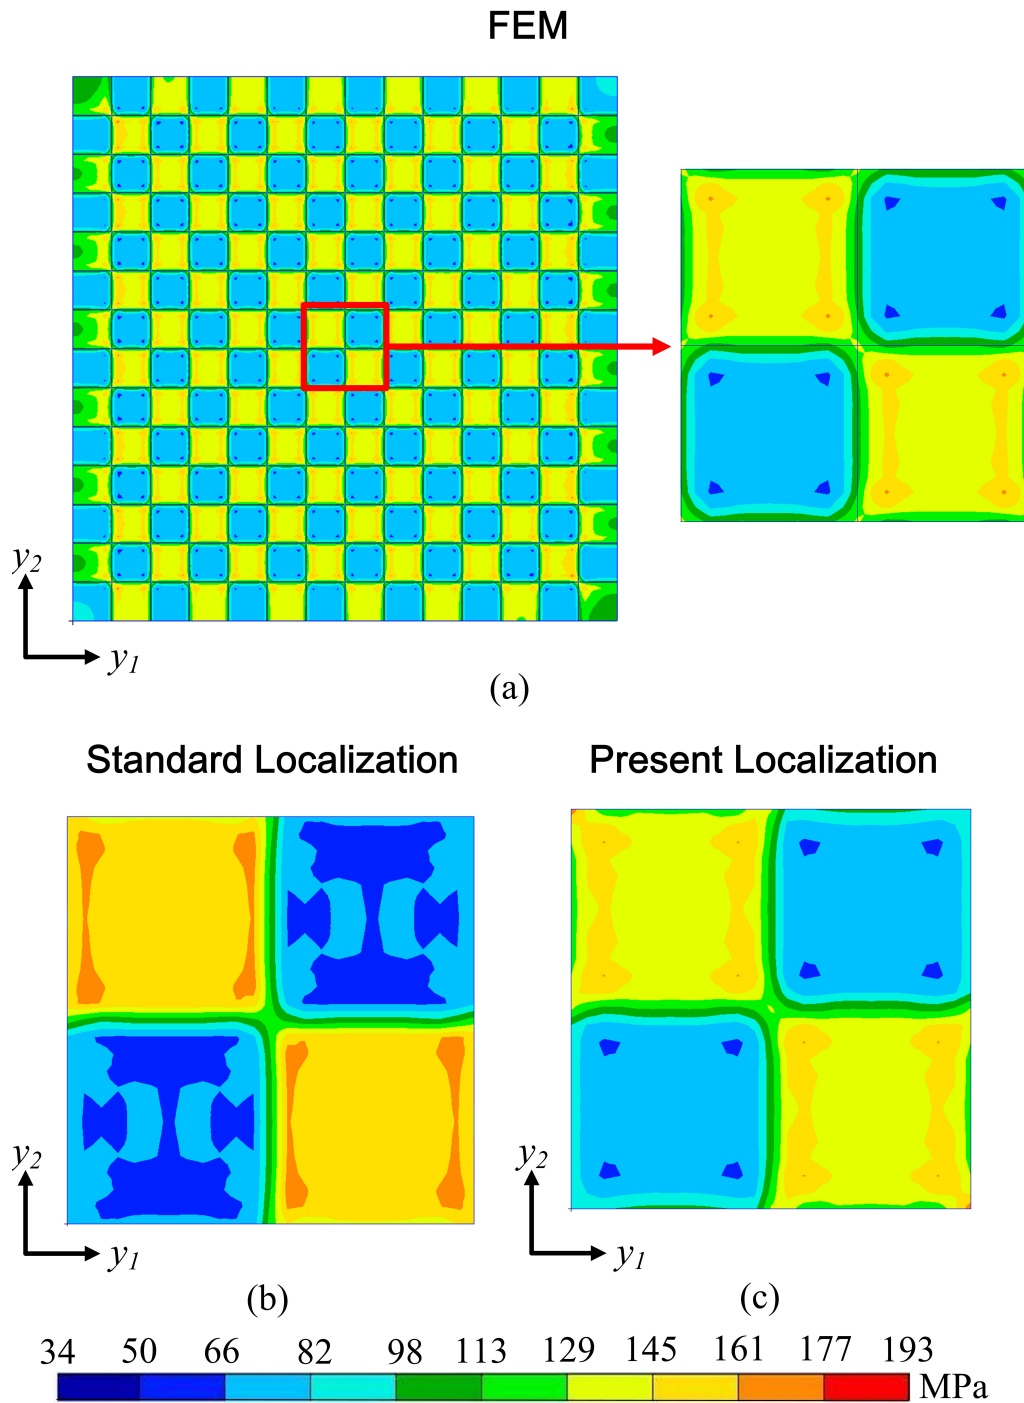 FEM
y2
y1
(a)
Standard Localization
Present Localization
y2
y1
y2
y1
(b)
(c)
34 50 66 82 98 113 129 145 161 177 193
MPa